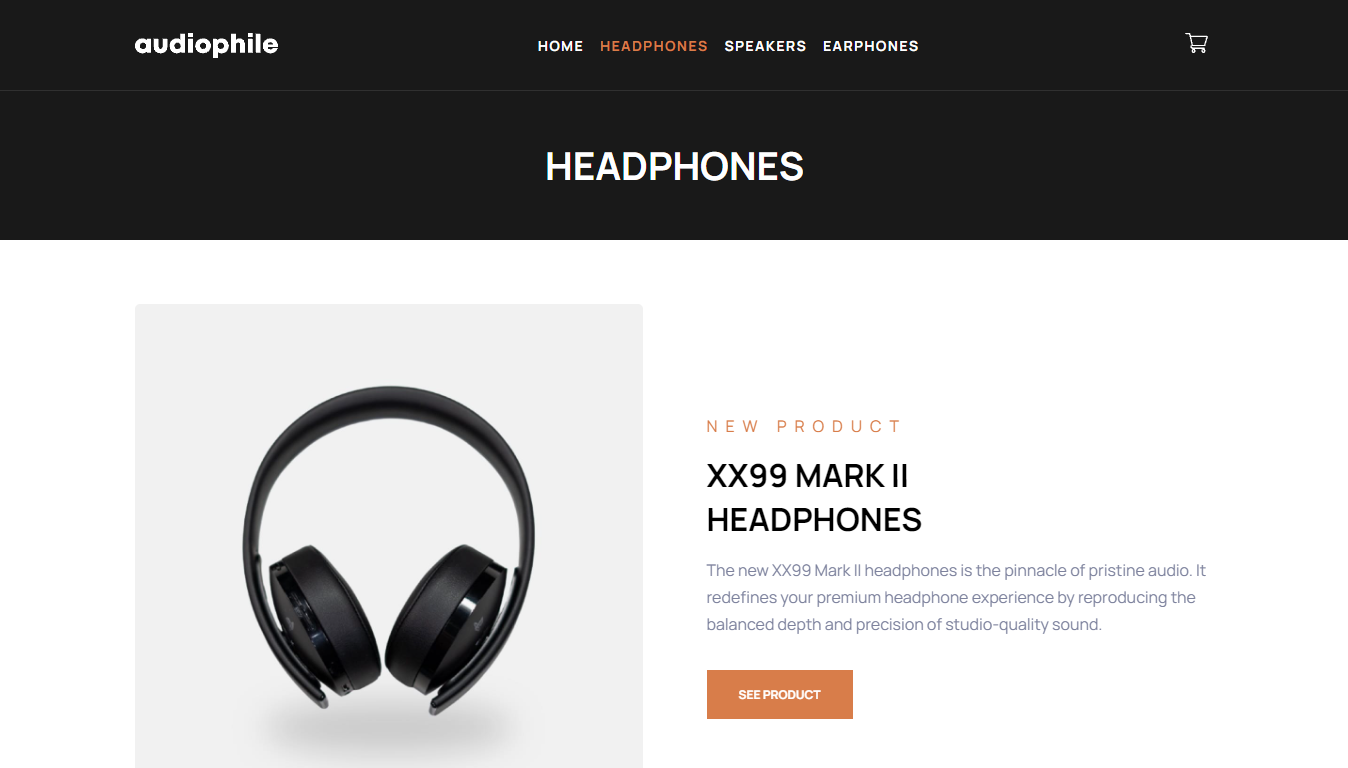 audiophile
HOME HEADPHONES SPEAKERS EARPHONES
HEADPHONES
NEW PRODUCT
XX99 MARK II
HEADPHONES
The new XX99 Mark II headphones is the pinnacle of pristine audio. It
redefines your premium headphone experience by reproducing the
balanced depth and precision of studio-quality sound.
SEE PRODUCT